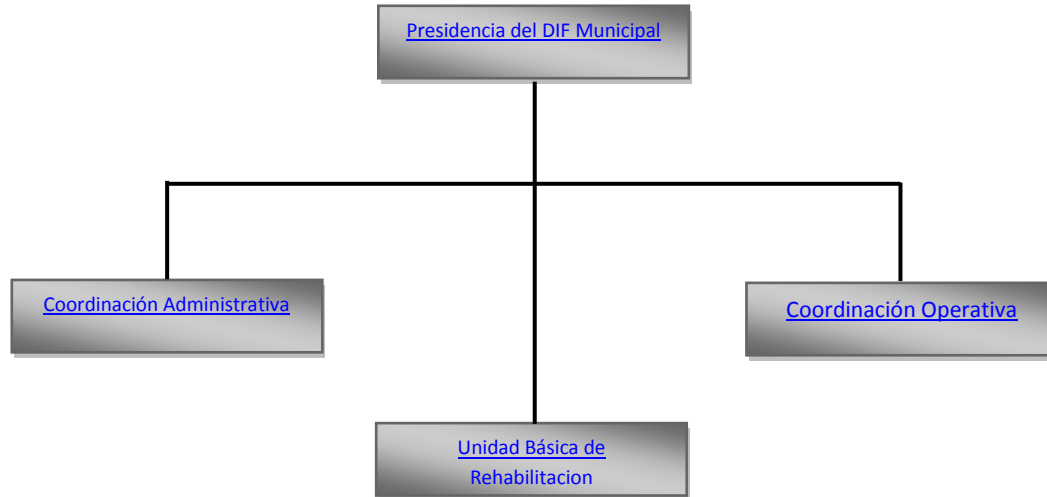 Presidencia del DIF Municipal
Coordinación Administrativa
Coordinación Operativa
Unidad Básica de
Rehabilitacion